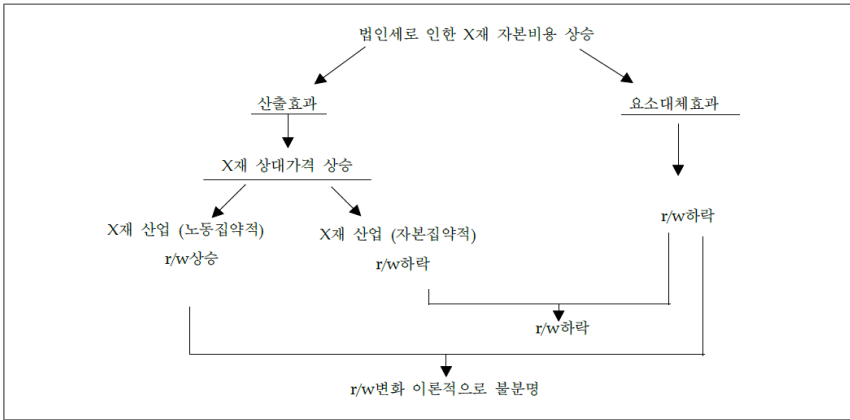 법인세로 인한 X재 자본비용 상승
산출효과
요소대체효과
X재 상대가격 상승
X재 산업 (노동집약적)
r/w상승
X재 산업 (자본집약적)
r/w하락
r/w하락
r/w하락
r/w변화 이론적으로 불분명